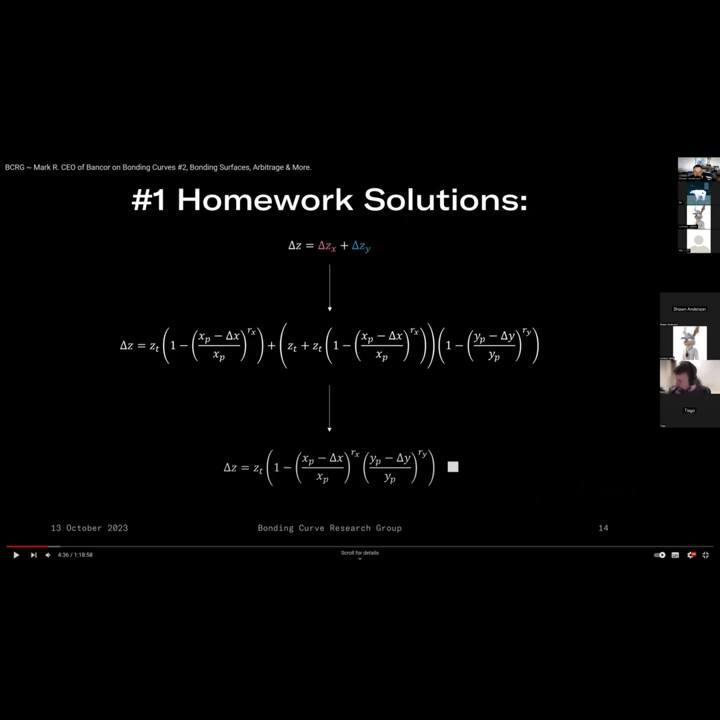 BCRG ~ Mark R. CEO of Bancor on Bonding Curves #2, Bonding Surfaces, Arbitrage & More.
#1 Homework Solutions:
Δz = Δzₓ + Δz_y
Δz = z_t (1 − ((x_p − Δx)/x_p)^{r_x}) + (z_t + z_t (1 − ((x_p − Δx)/x_p)^{r_x})) (1 − ((y_p − Δy)/y_p)^{r_y})
Δz = z_t (1 − ((x_p − Δx)/x_p)^{r_x} ((y_p − Δy)/y_p)^{r_y}) ■
13 October 2023 Bonding Curve Research Group 14
4:36 / 1:18:58
Scroll for details
Shawn Anderson
Tiago